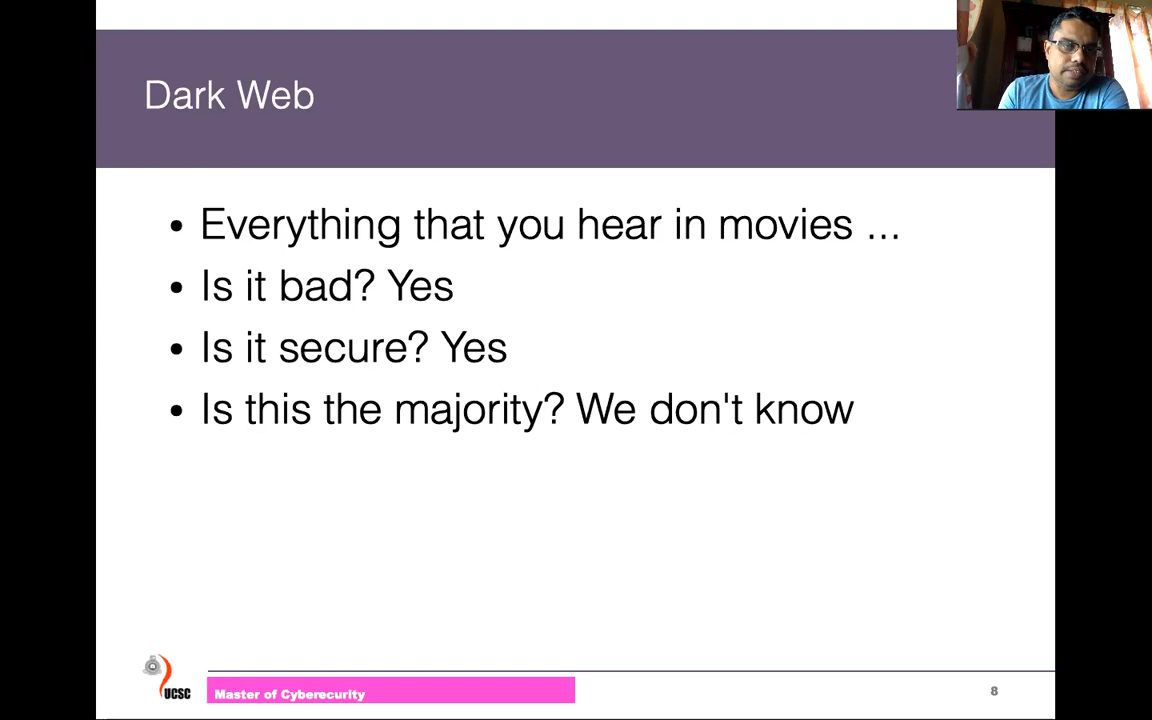 Dark Web
• Everything that you hear in movies ...
• Is it bad? Yes
• Is it secure? Yes
• Is this the majority? We don't know
UCSC
Master of Cyberecurity
8